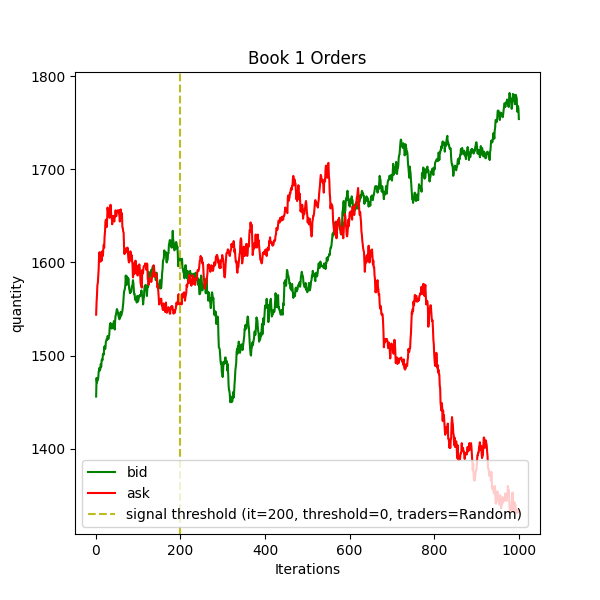 Book 1 Orders
1800
1700
1600
1500
1400
quantity
bid
ask
signal threshold (it=200, threshold=0, traders=Random)
0 200 400 600 800 1000
Iterations